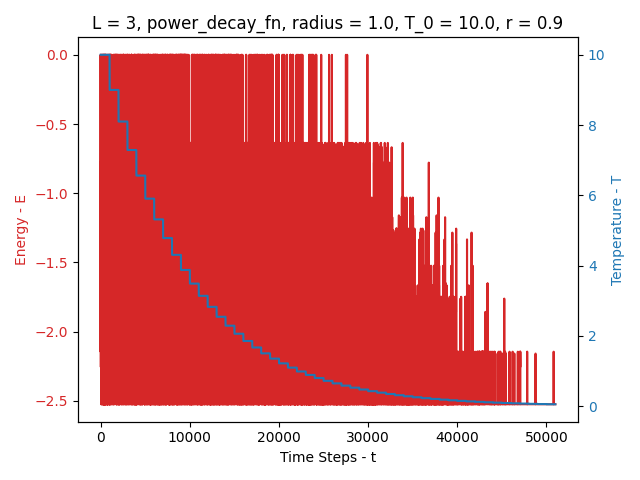 L = 3, power_decay_fn, radius = 1.0, T_0 = 10.0, r = 0.9
0.0
−0.5
−1.0
−1.5
−2.0
−2.5
Energy - E
10
8
6
4
2
0
Temperature - T
0 10000 20000 30000 40000 50000
Time Steps - t